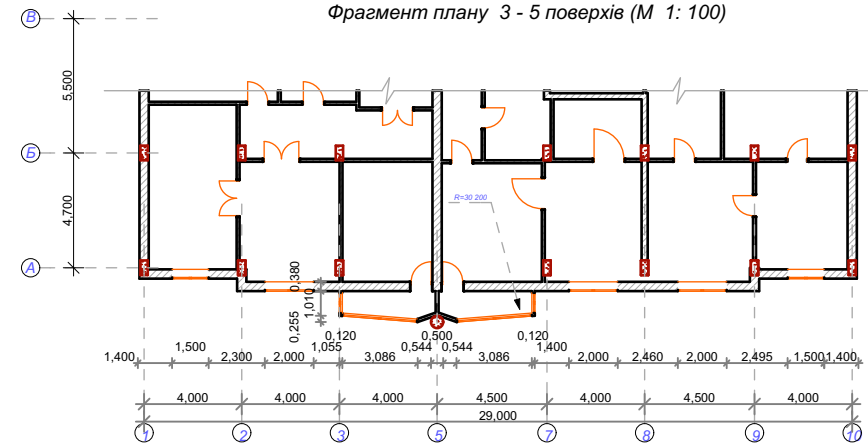 Фрагмент плану 3 - 5 поверхів (М 1: 100)
В
5,500
Б
4,700
R=30 200
А
0,380
1,010
0,255
0,120 0,500 0,120
1,400 1,500 2,300 2,000 1,055 3,086 0,544 0,544 3,086 1,400 2,000 2,460 2,000 2,495 1,500 1,400
4,000 4,000 4,000 4,500 4,000 4,500 4,000
29,000
1 2 3 5 7 8 9 10